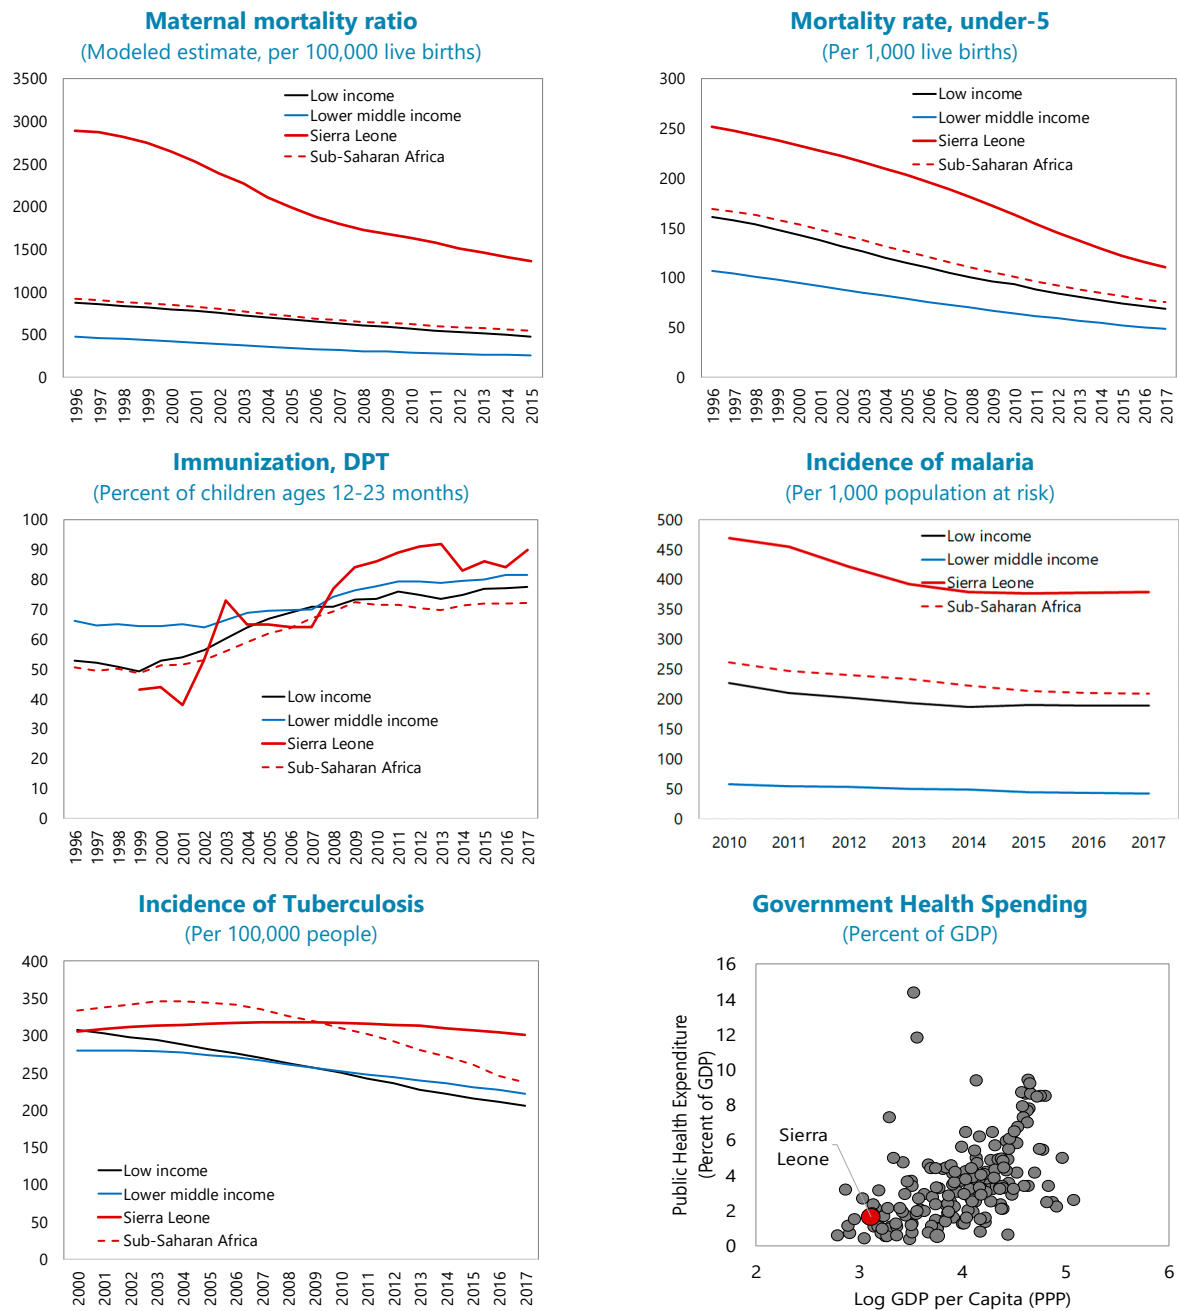 Maternal mortality ratio
(Modeled estimate, per 100,000 live births)
3500
3000
2500
2000
1500
1000
500
0
Low income
Lower middle income
Sierra Leone
Sub-Saharan Africa
1996 1997 1998 1999 2000 2001 2002 2003 2004 2005 2006 2007 2008 2009 2010 2011 2012 2013 2014 2015
Mortality rate, under-5
(Per 1,000 live births)
300
250
200
150
100
50
0
Low income
Lower middle income
Sierra Leone
Sub-Saharan Africa
1996 1997 1998 1999 2000 2001 2002 2003 2004 2005 2006 2007 2008 2009 2010 2011 2012 2013 2014 2015 2016 2017
Immunization, DPT
(Percent of children ages 12-23 months)
100
90
80
70
60
50
40
30
20
10
0
Low income
Lower middle income
Sierra Leone
Sub-Saharan Africa
1996 1997 1998 1999 2000 2001 2002 2003 2004 2005 2006 2007 2008 2009 2010 2011 2012 2013 2014 2015 2016 2017
Incidence of malaria
(Per 1,000 population at risk)
500
450
400
350
300
250
200
150
100
50
0
Low income
Lower middle income
Sierra Leone
Sub-Saharan Africa
2010 2011 2012 2013 2014 2015 2016 2017
Incidence of Tuberculosis
(Per 100,000 people)
400
350
300
250
200
150
100
50
0
Low income
Lower middle income
Sierra Leone
Sub-Saharan Africa
2000 2001 2002 2003 2004 2005 2006 2007 2008 2009 2010 2011 2012 2013 2014 2015 2016 2017
Government Health Spending
(Percent of GDP)
Public Health Expenditure
(Percent of GDP)
16
14
12
10
8
6
4
2
0
Sierra
Leone
2 3 4 5 6
Log GDP per Capita (PPP)